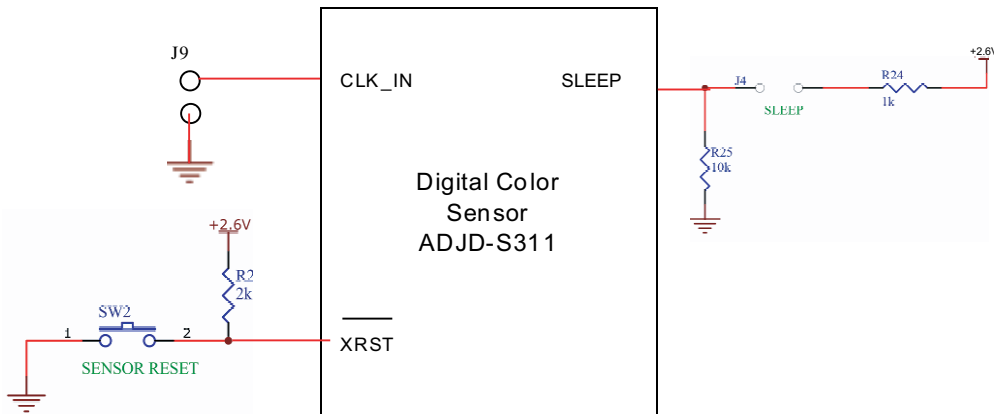 J9
CLK_IN
SLEEP
+2.6V
J4
R24
1k
SLEEP
R25
10k
Digital Color
Sensor
ADJD-S311
+2.6V
R2
2k
SW2
1
2
XRST
SENSOR RESET